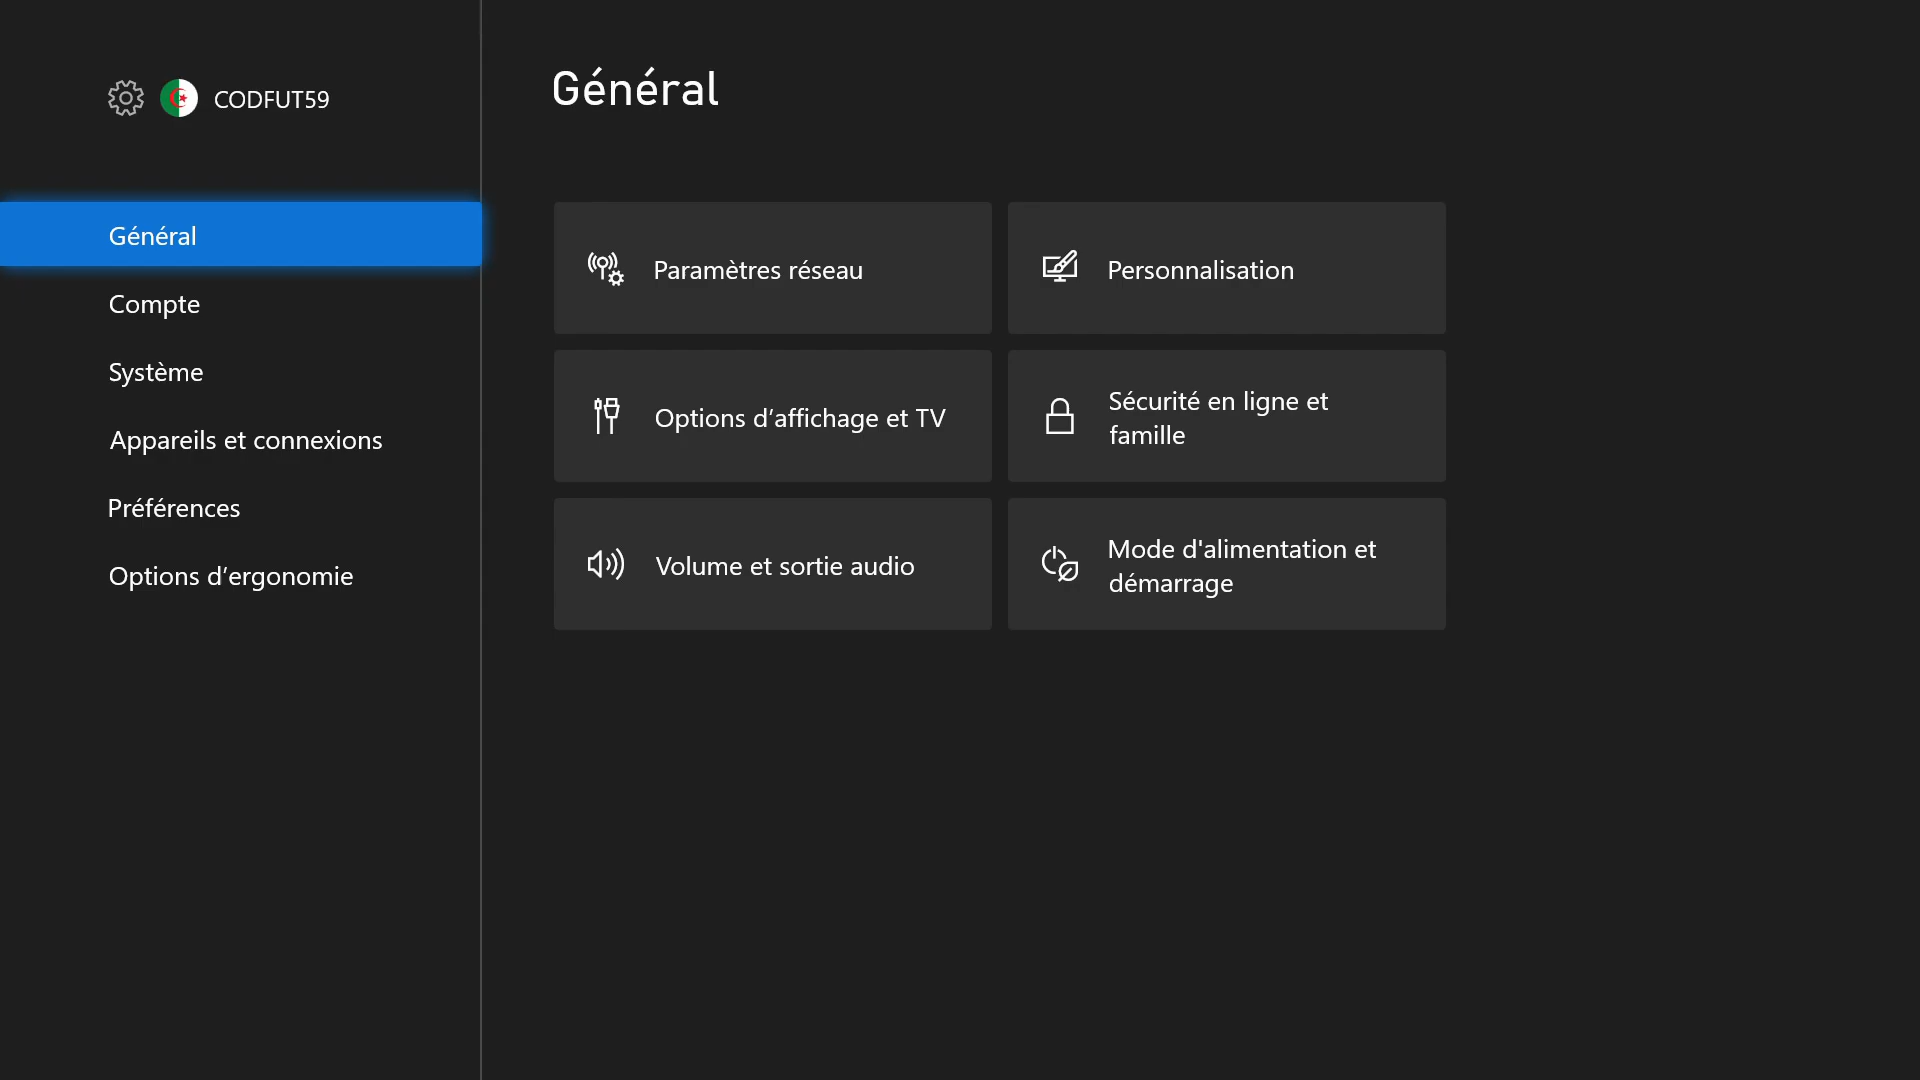 CODFUT59
Général
Compte
Système
Appareils et connexions
Préférences
Options d’ergonomie
Général
Paramètres réseau
Personnalisation
Options d’affichage et TV
Sécurité en ligne et
famille
Volume et sortie audio
Mode d'alimentation et
démarrage